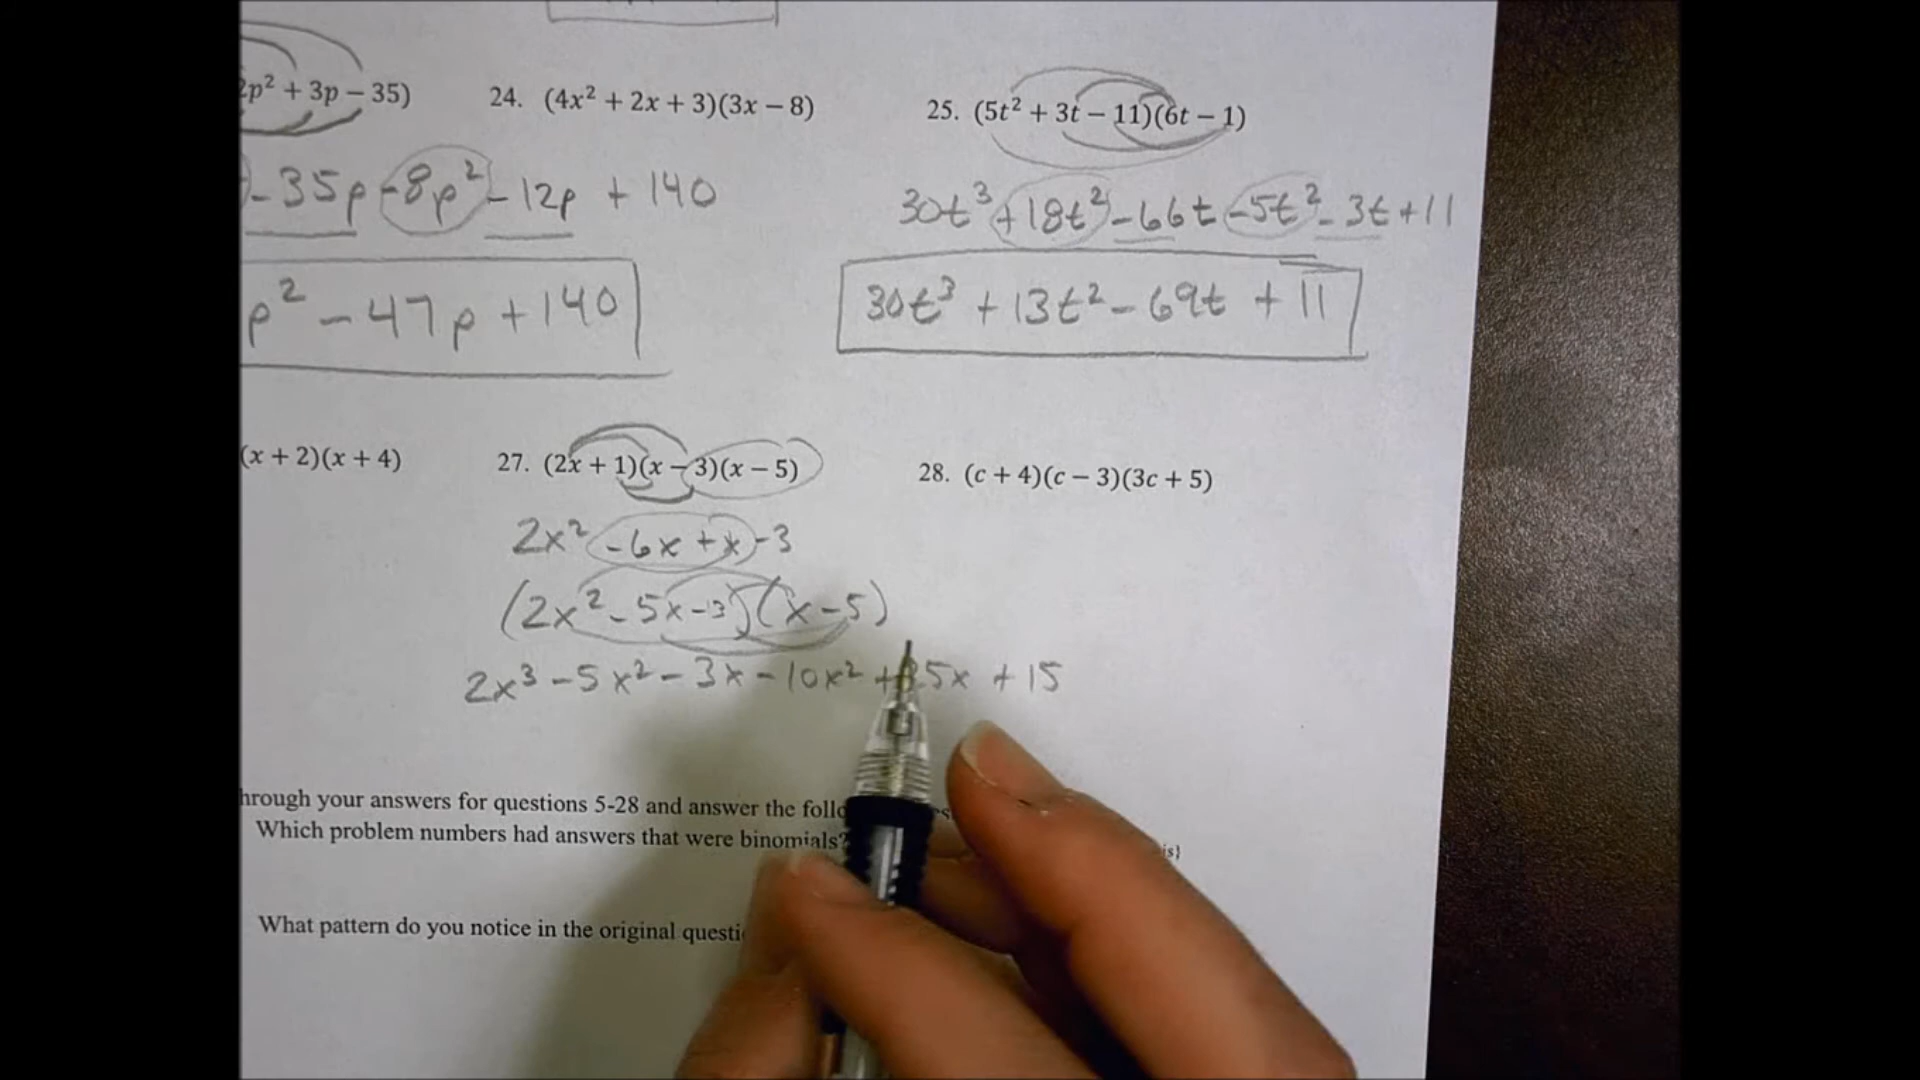 2p² + 3p − 35)
24. (4x² + 2x + 3)(3x − 8)
25. (5t² + 3t − 11)(6t − 1)
- 35p - 8p² - 12p + 140
30t³ + 18t² - 66t - 5t² - 3t + 11
p² - 47p + 140
30t³ + 13t² - 69t + 11
(x + 2)(x + 4)
27. (2x + 1)(x − 3)(x − 5)
28. (c + 4)(c − 3)(3c + 5)
2x² - 6x + x - 3
(2x² - 5x - 3)(x - 5)
2x³ - 5x² - 3x - 10x² + 5x + 15
hrough your answers for questions 5-28 and answer the
Which problem numbers had answers that were binomials?
What pattern do you notice in the original